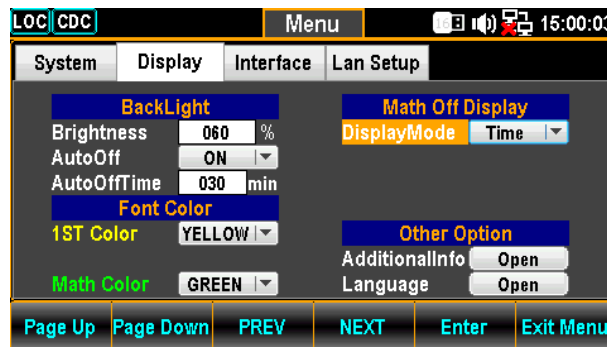 LOC CDC Menu 16B 15:00:03
System Display Interface Lan Setup
BackLight
Brightness 060 %
AutoOff ON
AutoOffTime 030 min
Font Color
1ST Color YELLOW
Math Color GREEN
Math Off Display
DisplayMode Time
Other Option
AdditionalInfo Open
Language Open
Page Up Page Down PREV NEXT Enter Exit Menu